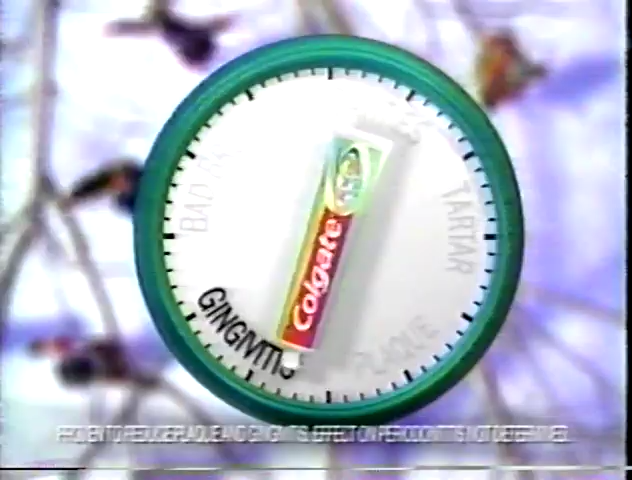 BAD
TARTAR
Colgate
GINGIVITIS
PLAQUE
PROVEN TO REDUCE PLAQUE AND GINGIVITIS. EFFECT ON PERIODONTITIS NOT DETERMINED.